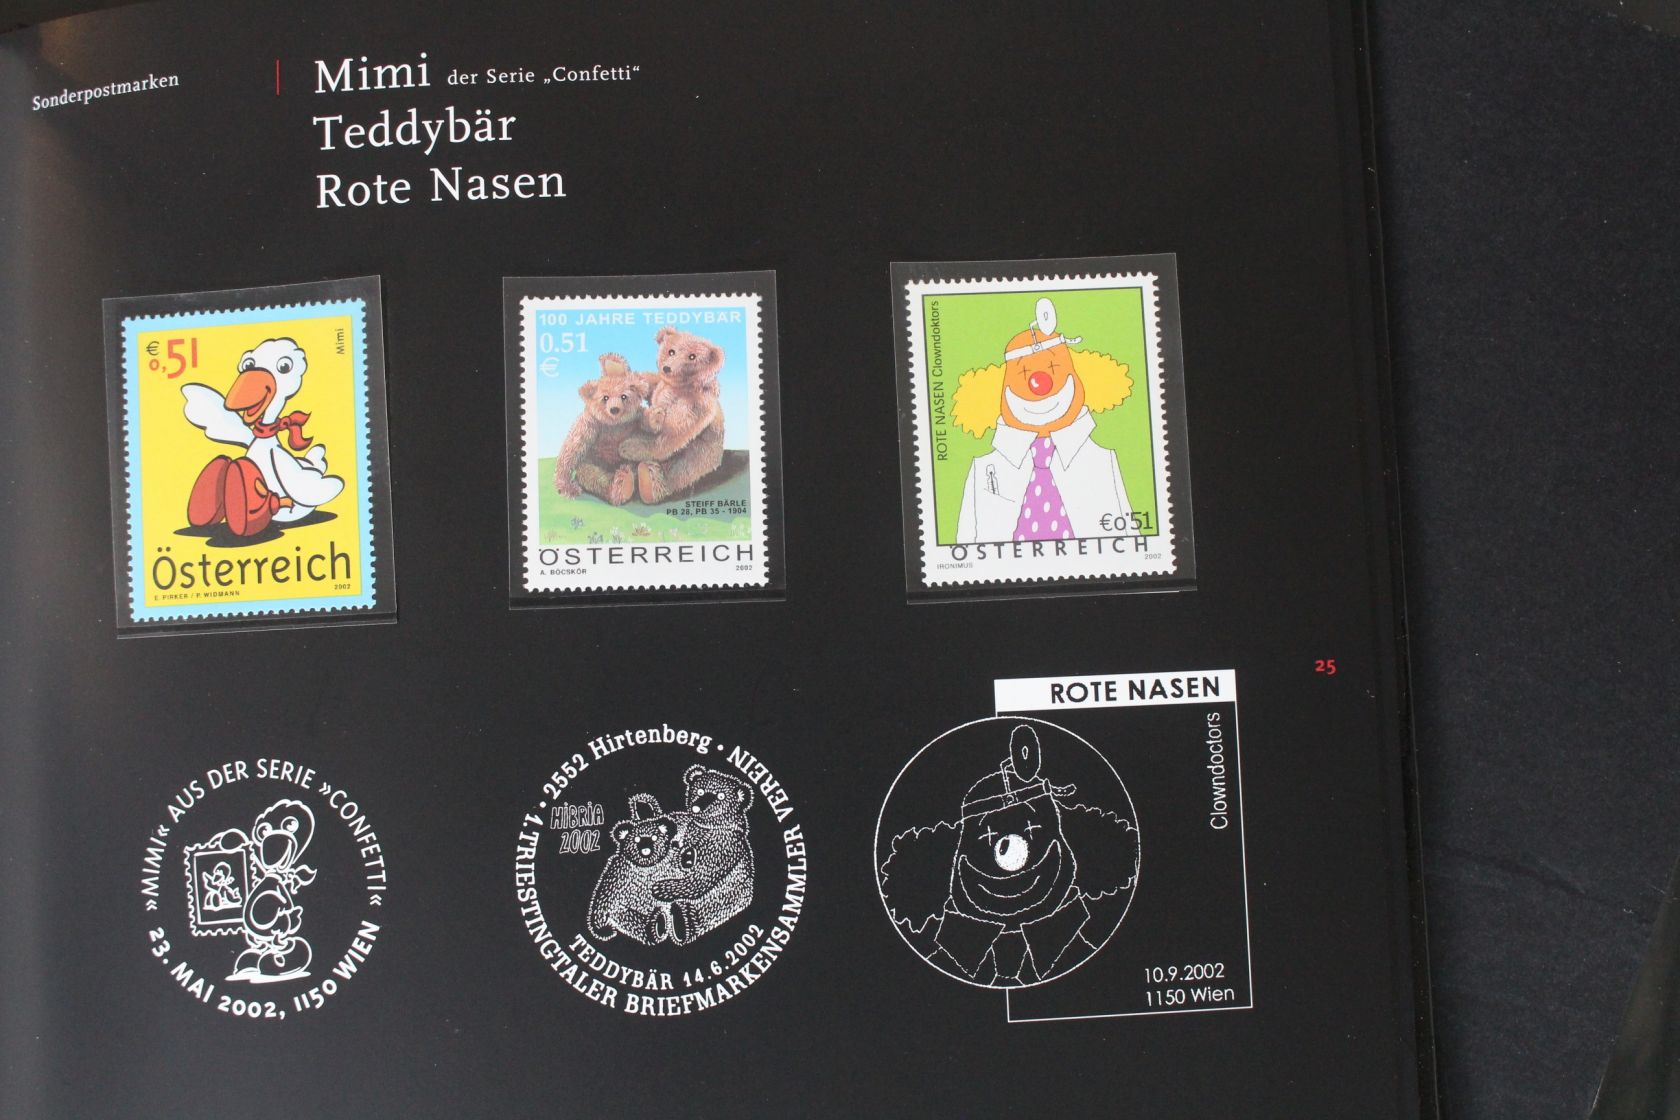 Sonderpostmarken
Mimi der Serie „Confetti“
Teddybär
Rote Nasen
€ 0,51
Mimi
Österreich
2002
E. PIRKER / P. WIDMANN
100 JAHRE TEDDYBÄR
0.51
€
STEIFF BÄRLE
PB 28, PB 35 - 1904
ÖSTERREICH
A. BÖCSKÖR
2002
ROTE NASEN Clowndoktors
€0.51
ÖSTERREICH
IRONIMUS
2002
25
»MIMI« AUS DER SERIE »CONFETTI«
23. MAI 2002, 1150 WIEN
2552 Hirtenberg • VEREIN
HIBRIA
2002
TEDDYBÄR 14.6.2002
• 1. TRIESTINGTALER BRIEFMARKENSAMMLER VEREIN
ROTE NASEN
Clowndoctors
10.9.2002
1150 Wien